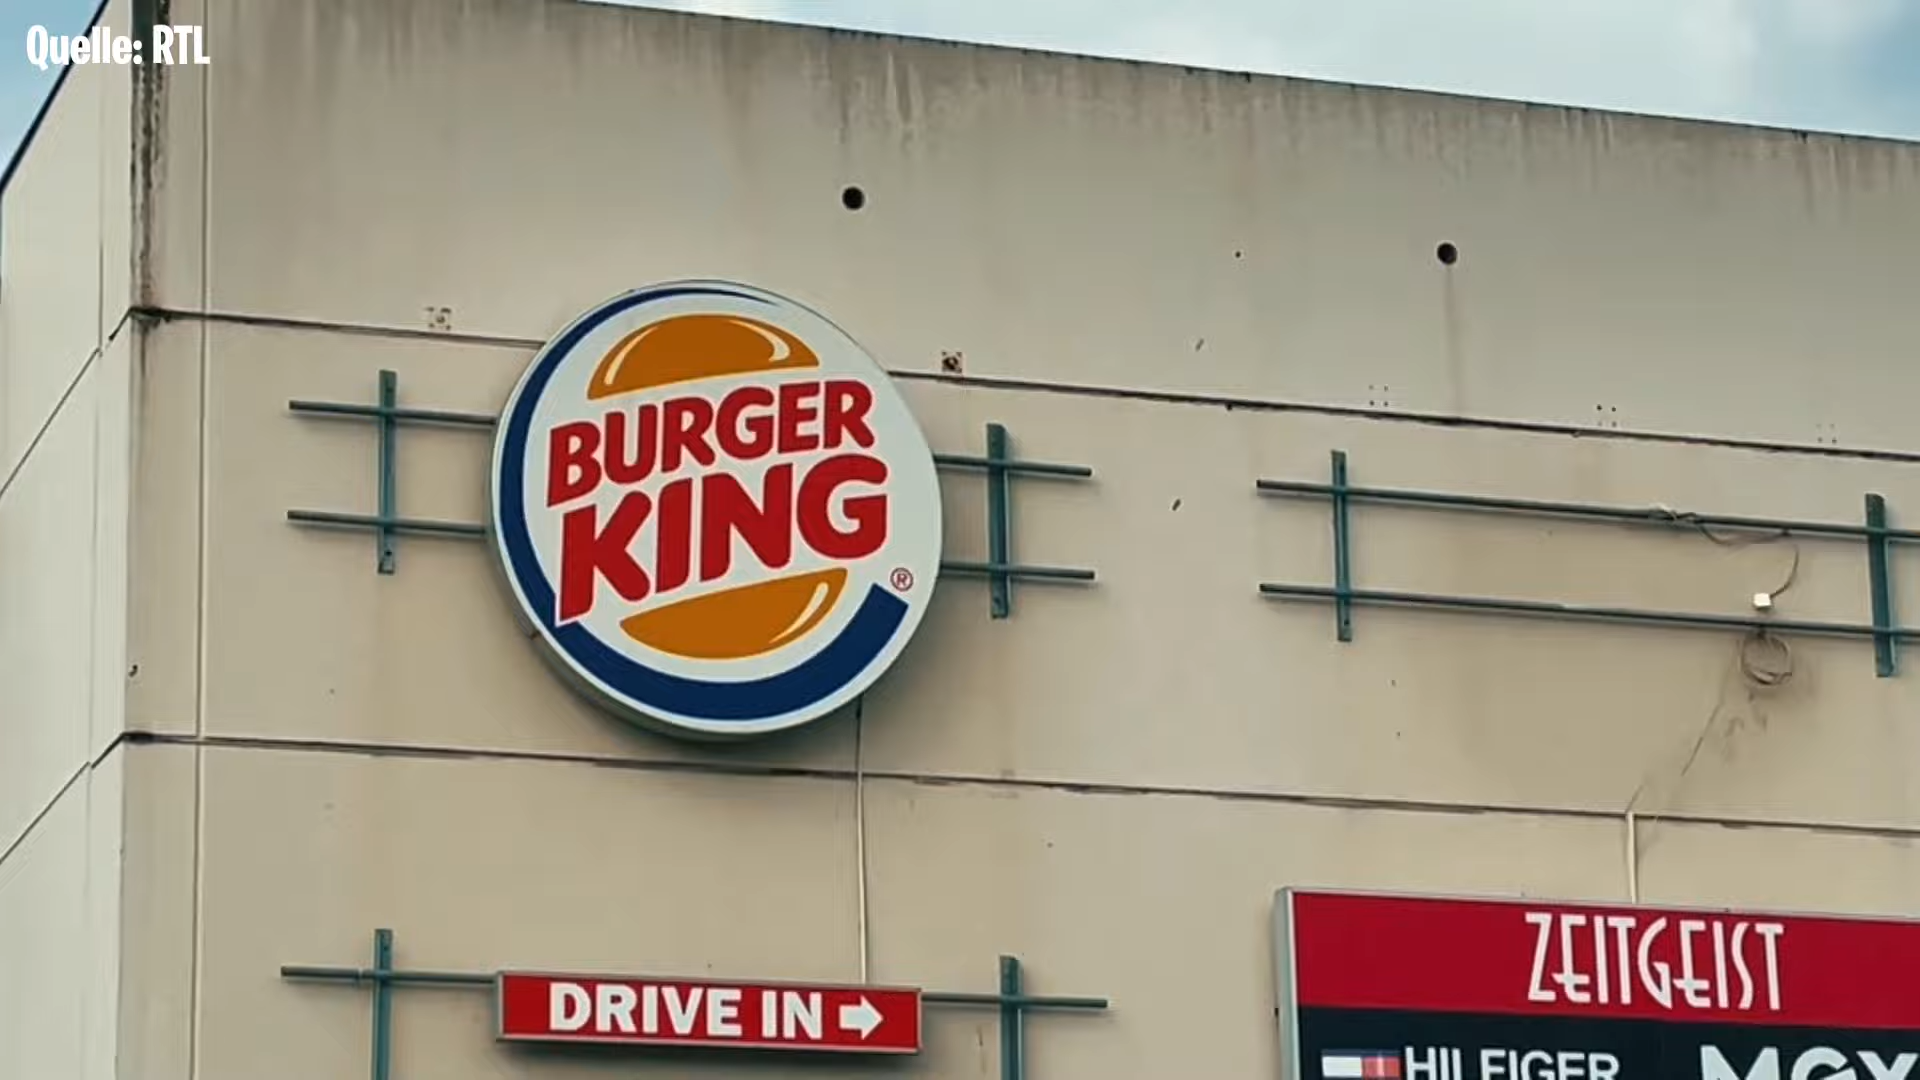 Quelle: RTL
BURGER
KING
®
DRIVE IN →
ZEITGEIST
HILFIGER